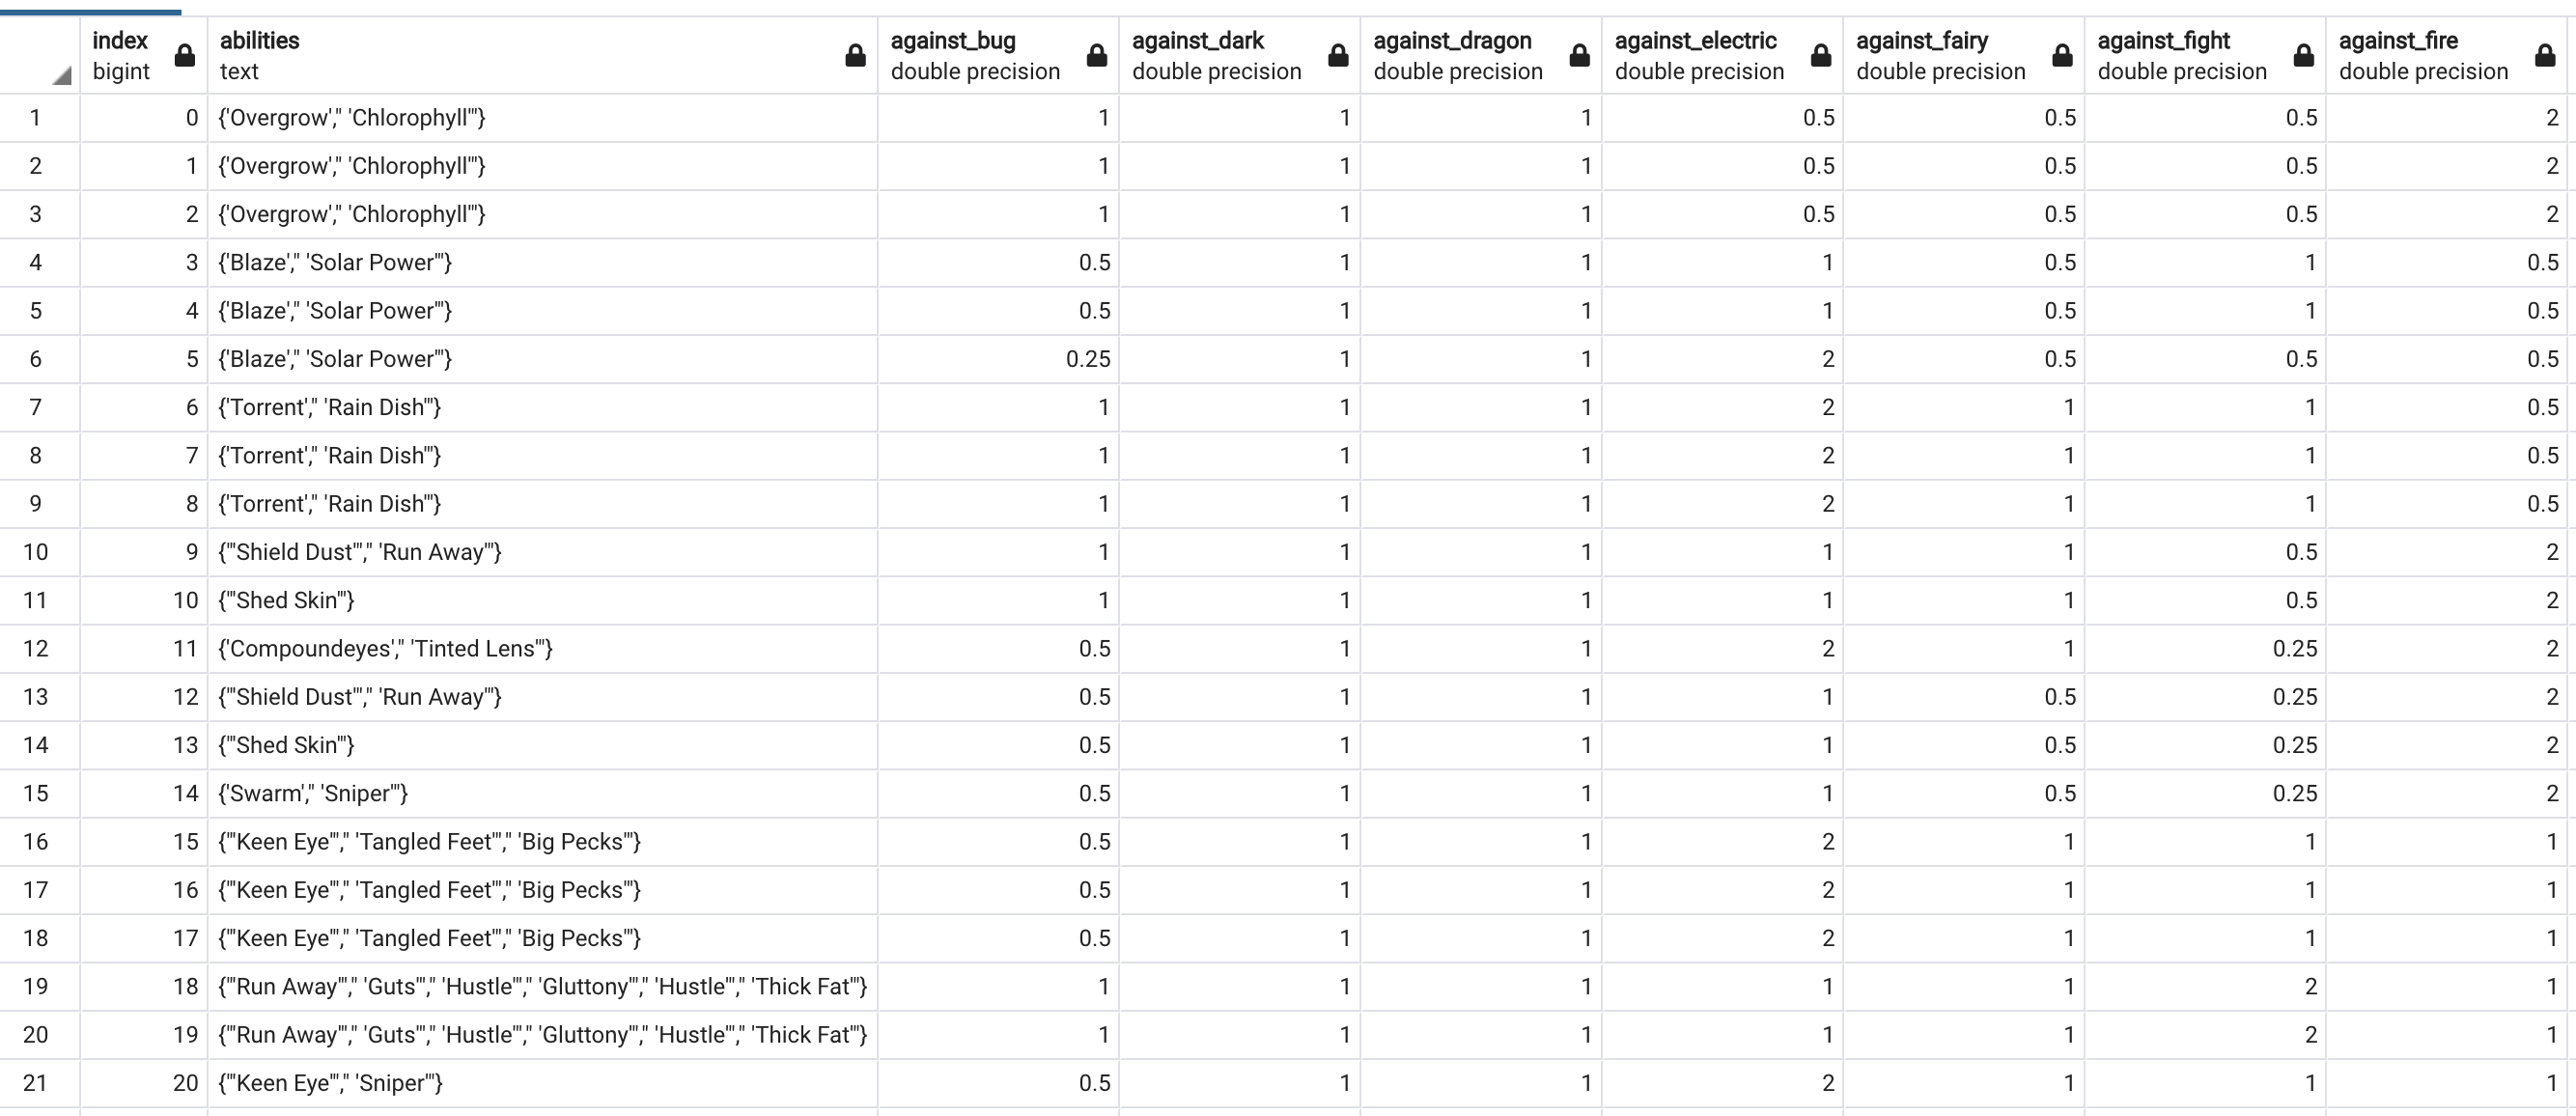 index abilities against_bug against_dark against_dragon against_electric against_fairy against_fight against_fire
bigint text double precision double precision double precision double precision double precision double precision double precision
1 0 {'Overgrow'," 'Chlorophyll'"} 1 1 1 0.5 0.5 0.5 2
2 1 {'Overgrow'," 'Chlorophyll'"} 1 1 1 0.5 0.5 0.5 2
3 2 {'Overgrow'," 'Chlorophyll'"} 1 1 1 0.5 0.5 0.5 2
4 3 {'Blaze'," 'Solar Power'"} 0.5 1 1 1 0.5 1 0.5
5 4 {'Blaze'," 'Solar Power'"} 0.5 1 1 1 0.5 1 0.5
6 5 {'Blaze'," 'Solar Power'"} 0.25 1 1 2 0.5 0.5 0.5
7 6 {'Torrent'," 'Rain Dish'"} 1 1 1 2 1 1 0.5
8 7 {'Torrent'," 'Rain Dish'"} 1 1 1 2 1 1 0.5
9 8 {'Torrent'," 'Rain Dish'"} 1 1 1 2 1 1 0.5
10 9 {"'Shield Dust'"," 'Run Away'"} 1 1 1 1 1 0.5 2
11 10 {"'Shed Skin'"} 1 1 1 1 1 0.5 2
12 11 {'Compoundeyes'," 'Tinted Lens'"} 0.5 1 1 2 1 0.25 2
13 12 {"'Shield Dust'"," 'Run Away'"} 0.5 1 1 1 0.5 0.25 2
14 13 {"'Shed Skin'"} 0.5 1 1 1 0.5 0.25 2
15 14 {'Swarm'," 'Sniper'"} 0.5 1 1 1 0.5 0.25 2
16 15 {"'Keen Eye'"," 'Tangled Feet'"," 'Big Pecks'"} 0.5 1 1 2 1 1 1
17 16 {"'Keen Eye'"," 'Tangled Feet'"," 'Big Pecks'"} 0.5 1 1 2 1 1 1
18 17 {"'Keen Eye'"," 'Tangled Feet'"," 'Big Pecks'"} 0.5 1 1 2 1 1 1
19 18 {"'Run Away'"," 'Guts'"," 'Hustle'"," 'Gluttony'"," 'Hustle'"," 'Thick Fat'"} 1 1 1 1 1 2 1
20 19 {"'Run Away'"," 'Guts'"," 'Hustle'"," 'Gluttony'"," 'Hustle'"," 'Thick Fat'"} 1 1 1 1 1 2 1
21 20 {"'Keen Eye'"," 'Sniper'"} 0.5 1 1 2 1 1 1